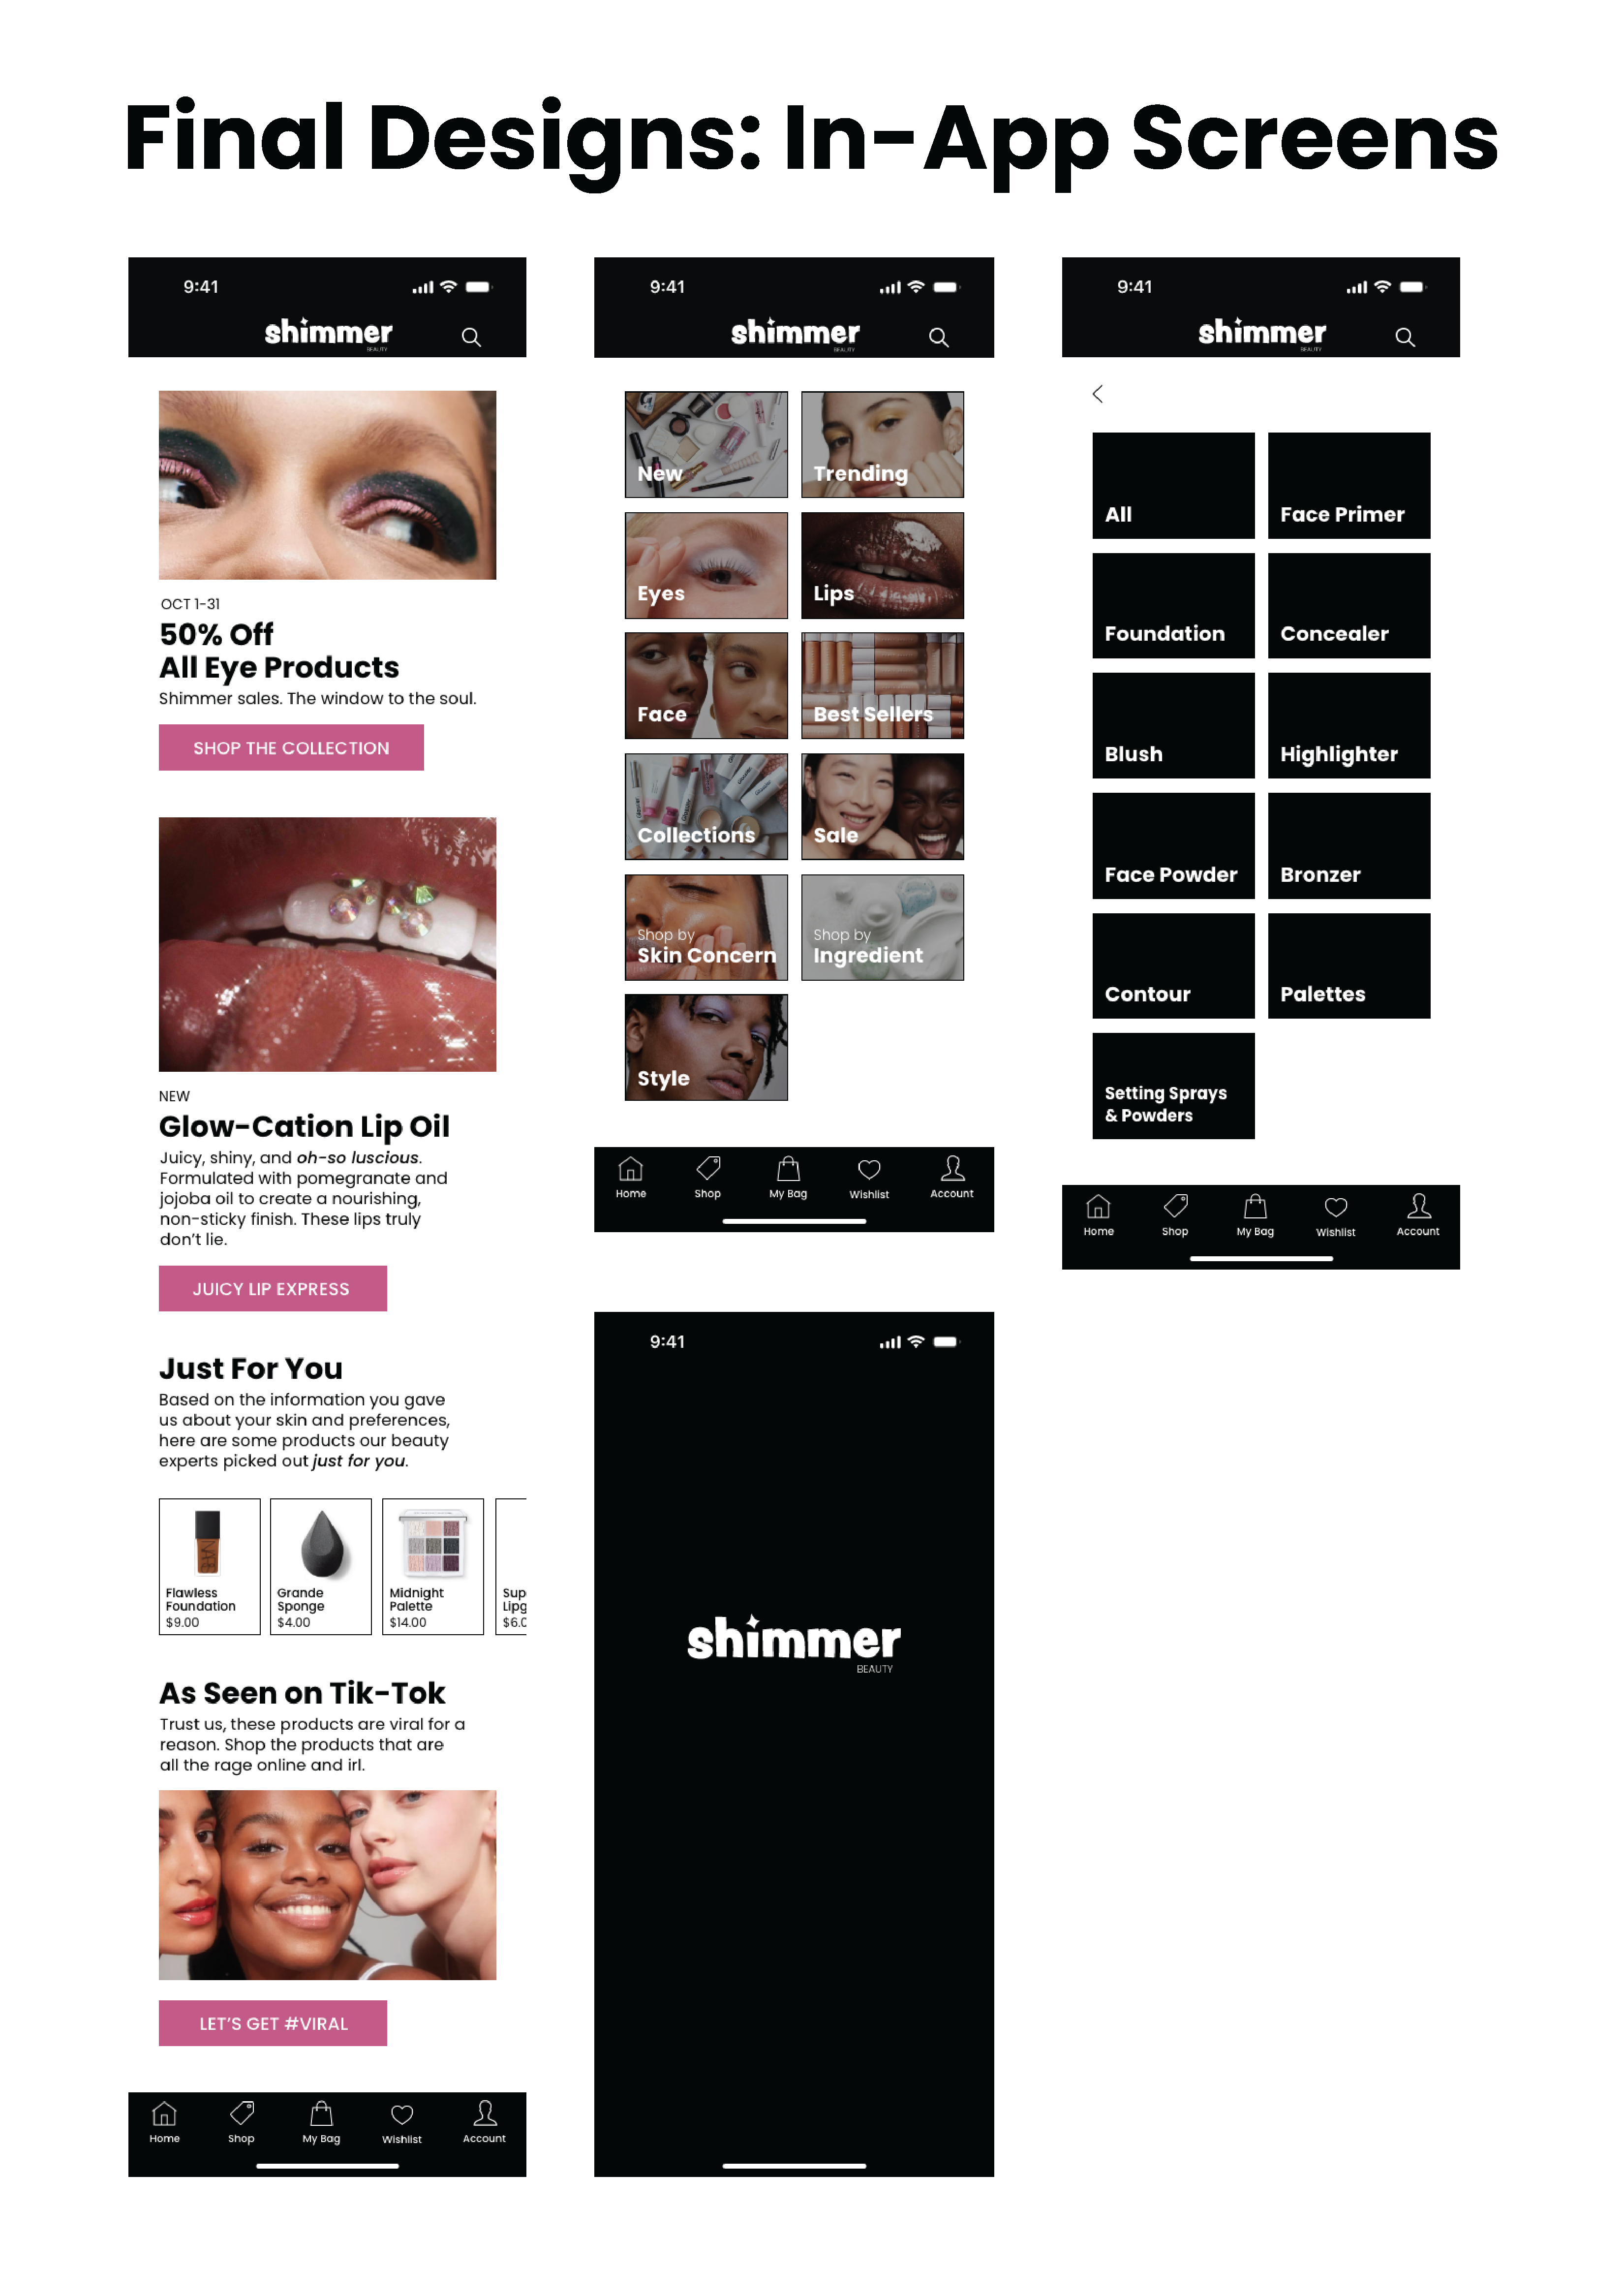 Final Designs: In-App Screens
9:41
shimmer
BEAUTY
OCT 1-31
50% Off
All Eye Products
Shimmer sales. The window to the soul.
SHOP THE COLLECTION
NEW
Glow-Cation Lip Oil
Juicy, shiny, and oh-so luscious.
Formulated with pomegranate and
jojoba oil to create a nourishing,
non-sticky finish. These lips truly
don't lie.
JUICY LIP EXPRESS
Just For You
Based on the information you gave
us about your skin and preferences,
here are some products our beauty
experts picked out just for you.
NARS
Flawless
Foundation
$9.00
Grande
Sponge
$4.00
Midnight
Palette
$14.00
Sup
Lipg
$6.0
As Seen on Tik-Tok
Trust us, these products are viral for a
reason. Shop the products that are
all the rage online and irl.
LET'S GET #VIRAL
Home Shop My Bag Wishlist Account
9:41
shimmer
BEAUTY
New Trending
Eyes Lips
Face Best Sellers
Collections Sale
Shop by Shop by
Skin Concern Ingredient
Style
Home Shop My Bag Wishlist Account
9:41
shimmer
BEAUTY
9:41
shimmer
BEAUTY
All Face Primer
Foundation Concealer
Blush Highlighter
Face Powder Bronzer
Contour Palettes
Setting Sprays
& Powders
Home Shop My Bag Wishlist Account